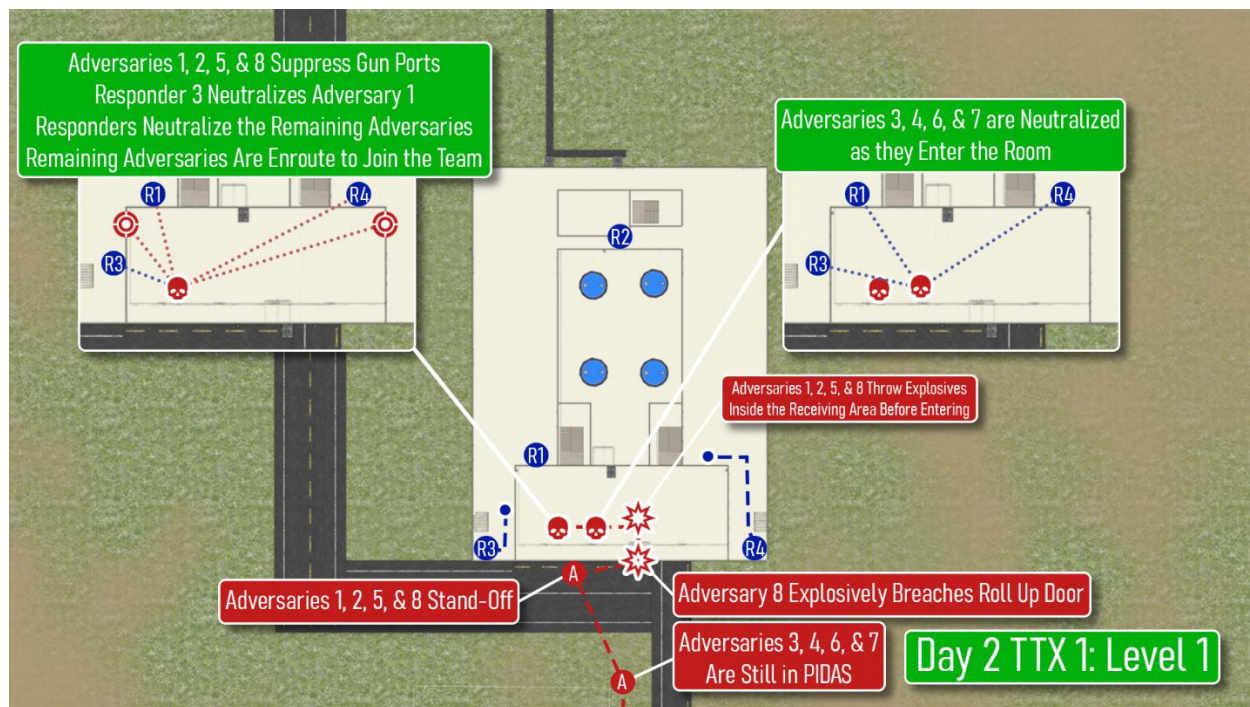 Adversaries 1, 2, 5, & 8 Suppress Gun Ports
Responder 3 Neutralizes Adversary 1
Responders Neutralize the Remaining Adversaries
Remaining Adversaries Are Enroute to Join the Team
Adversaries 3, 4, 6, & 7 are Neutralized
as they Enter the Room
R1
R4
R3
R1
R4
R3
R2
Adversaries 1, 2, 5, & 8 Throw Explosives
Inside the Receiving Area Before Entering
R1
R3
R4
A
Adversaries 1, 2, 5, & 8 Stand-Off
Adversary 8 Explosively Breaches Roll Up Door
A
Adversaries 3, 4, 6, & 7
Are Still in PIDAS
Day 2 TTX 1: Level 1